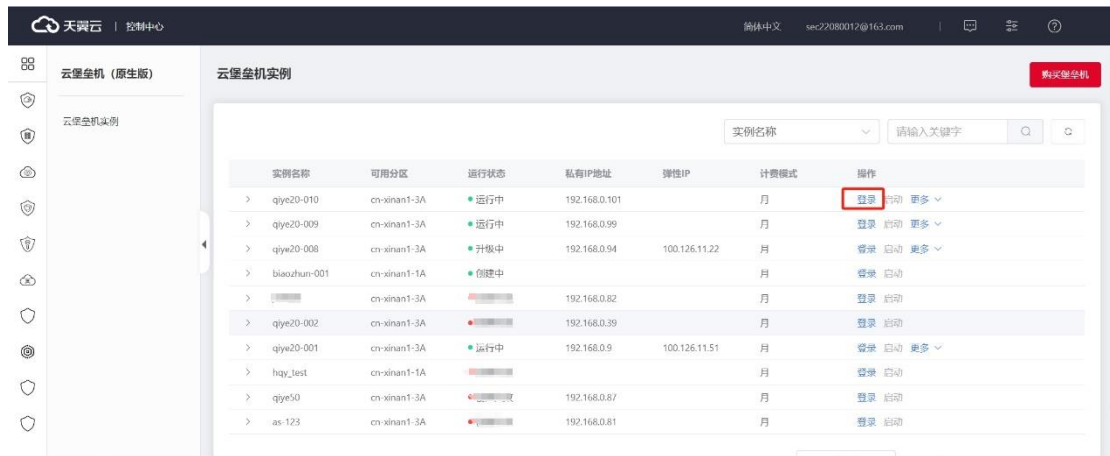 天翼云 | 控制中心 简体中文 sec22080012@163.com
云堡垒机（原生版） 云堡垒机实例 购买堡垒机
云堡垒机实例
实例名称 请输入关键字
实例名称 可用分区 运行状态 私有IP地址 弹性IP 计费模式 操作
qiye20-010 cn-xinan1-3A 运行中 192.168.0.101 月 登录 启动 更多
qiye20-009 cn-xinan1-3A 运行中 192.168.0.99 月 登录 启动 更多
qiye20-008 cn-xinan1-3A 升级中 192.168.0.94 100.126.11.22 月 登录 启动 更多
biaozhun-001 cn-xinan1-1A 创建中 月 登录 启动
cn-xinan1-3A 192.168.0.82 月 登录 启动
qiye20-002 cn-xinan1-3A 192.168.0.39 月 登录 启动
qiye20-001 cn-xinan1-3A 运行中 192.168.0.9 100.126.11.51 月 登录 启动 更多
hqy_test cn-xinan1-1A 月 登录 启动
qiye50 cn-xinan1-3A 192.168.0.87 月 登录 启动
as-123 cn-xinan1-3A 192.168.0.81 月 登录 启动